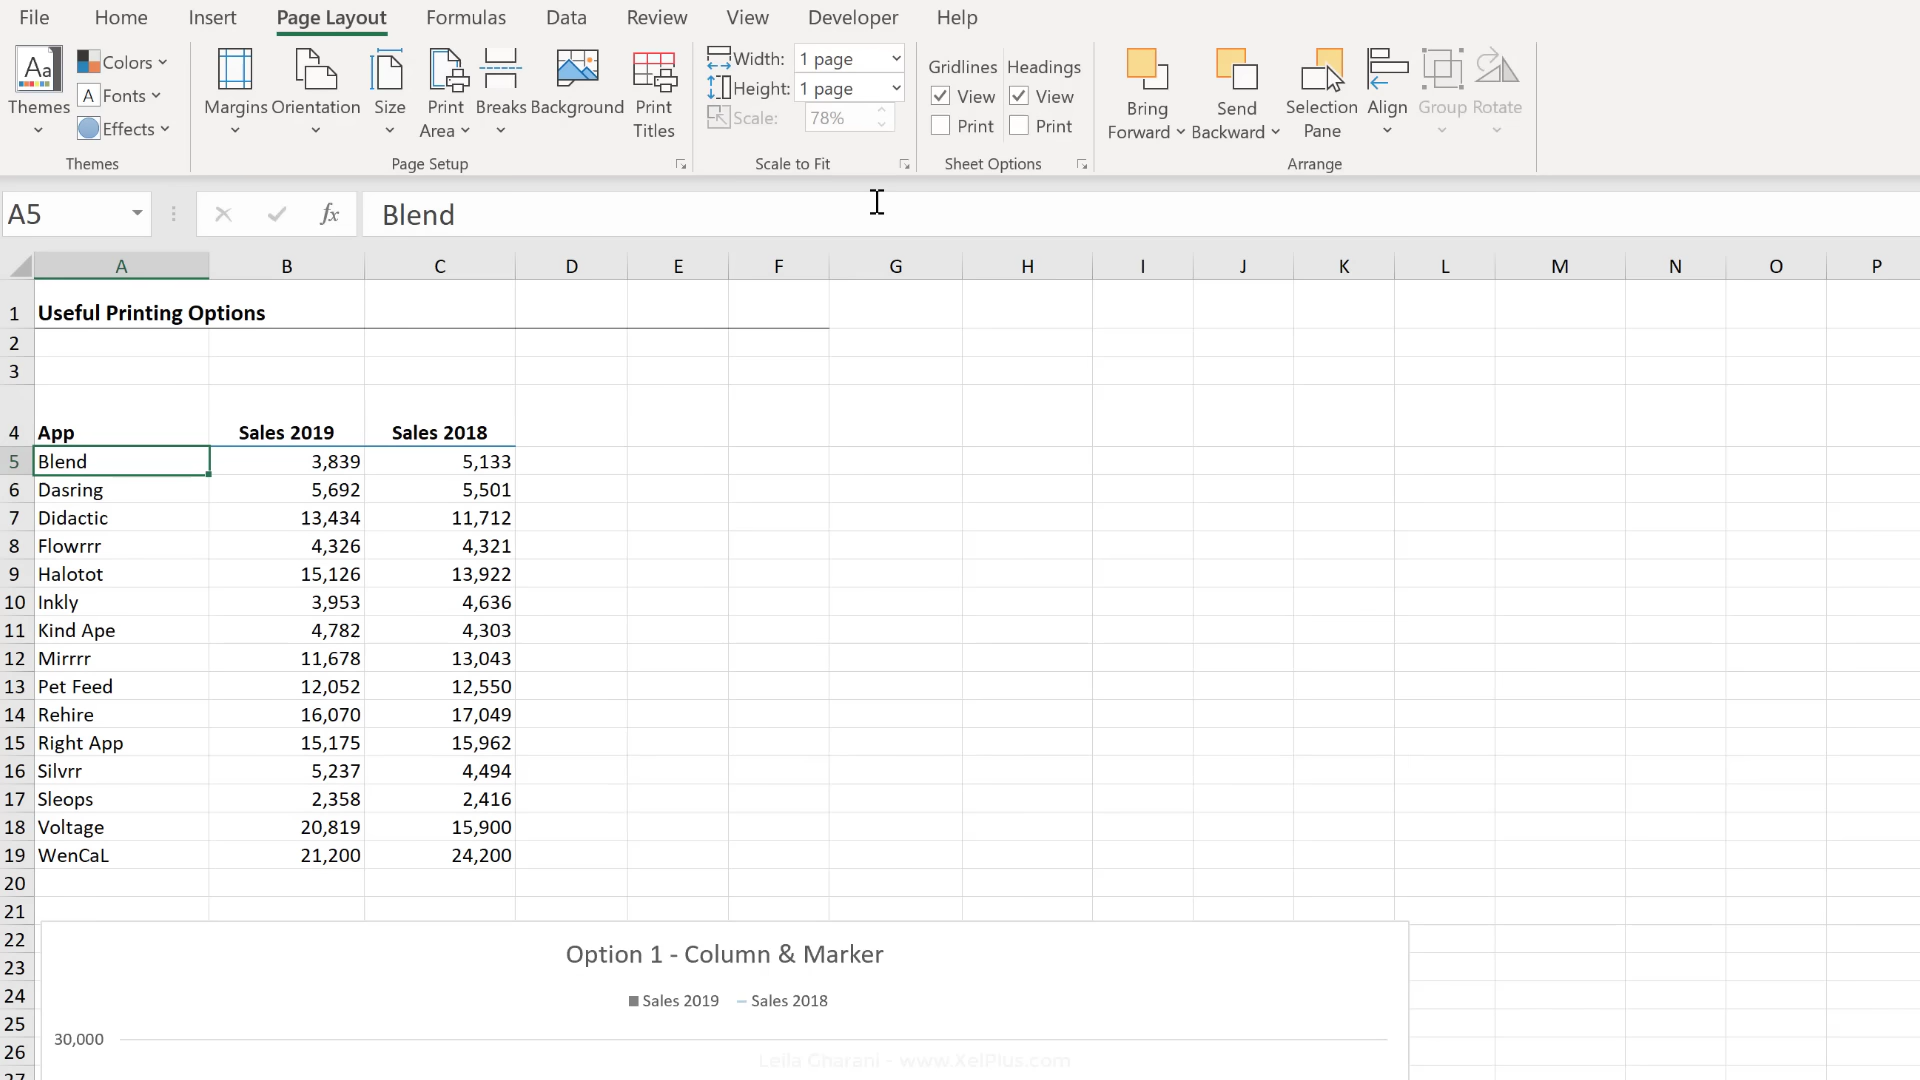 File Home Insert Page Layout Formulas Data Review View Developer Help
Aa Colors Width: 1 page
Gridlines Headings
A Fonts Height: 1 page View View
Themes Margins Orientation Size Print Breaks Background Print Bring Send Selection Align Group Rotate
Effects Area Titles Scale: 78% Print Print Forward Backward Pane
Themes Page Setup Scale to Fit Sheet Options Arrange
A5 fx Blend
A B C D E F G H I J K L M N O P
1 Useful Printing Options
2
3
4 App Sales 2019 Sales 2018
5 Blend 3,839 5,133
6 Dasring 5,692 5,501
7 Didactic 13,434 11,712
8 Flowrrr 4,326 4,321
9 Halotot 15,126 13,922
10 Inkly 3,953 4,636
11 Kind Ape 4,782 4,303
12 Mirrrr 11,678 13,043
13 Pet Feed 12,052 12,550
14 Rehire 16,070 17,049
15 Right App 15,175 15,962
16 Silvrr 5,237 4,494
17 Sleops 2,358 2,416
18 Voltage 20,819 15,900
19 WenCaL 21,200 24,200
20
21
22 Option 1 - Column & Marker
23
24 Sales 2019 Sales 2018
25
26 30,000
Leila Gharani - www.XelPlus.com
27